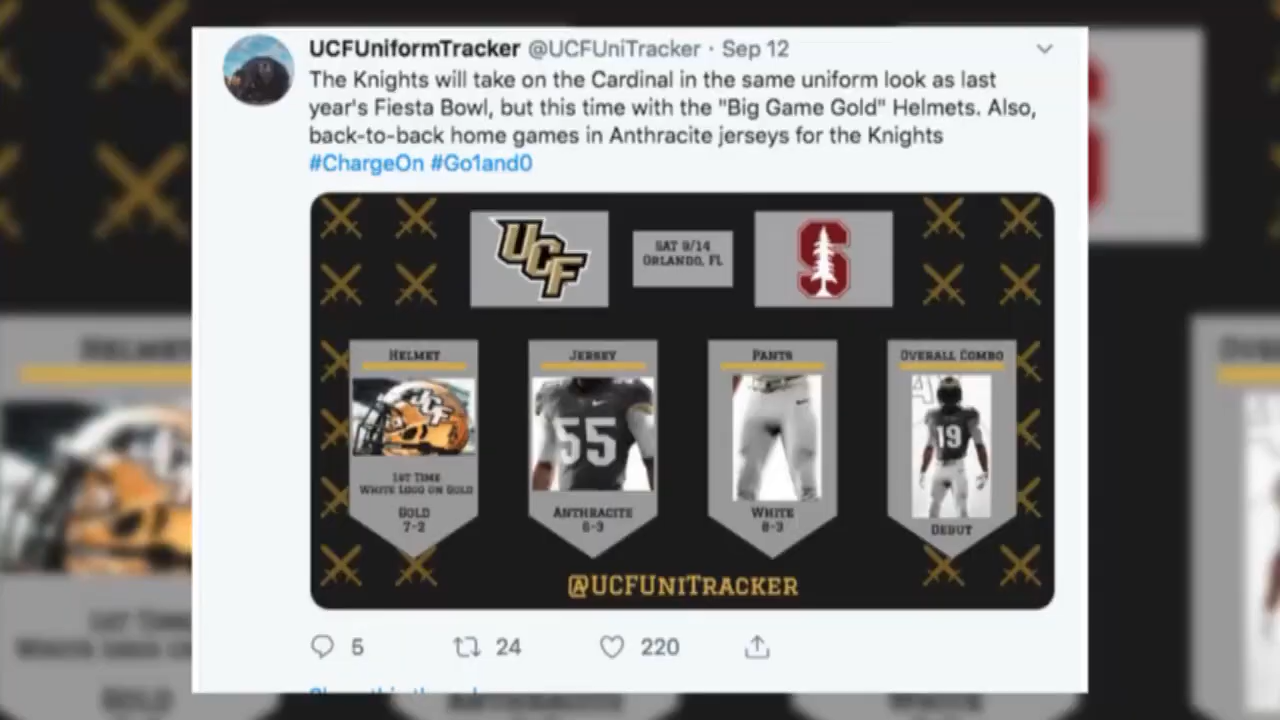 UCFUniformTracker @UCFUniTracker · Sep 12
The Knights will take on the Cardinal in the same uniform look as last
year's Fiesta Bowl, but this time with the "Big Game Gold" Helmets. Also,
back-to-back home games in Anthracite jerseys for the Knights
#ChargeOn #Go1and0
UCF
SAT 9/14
ORLANDO, FL
S
HELMET
UCF
1ST TIME
WHITE LOGO ON GOLD
GOLD
7-2
JERSEY
55
ANTHRACITE
6-3
PANTS
WHITE
8-3
OVERALL COMBO
19
DEBUT
@UCFUNITRACKER
5
24
220